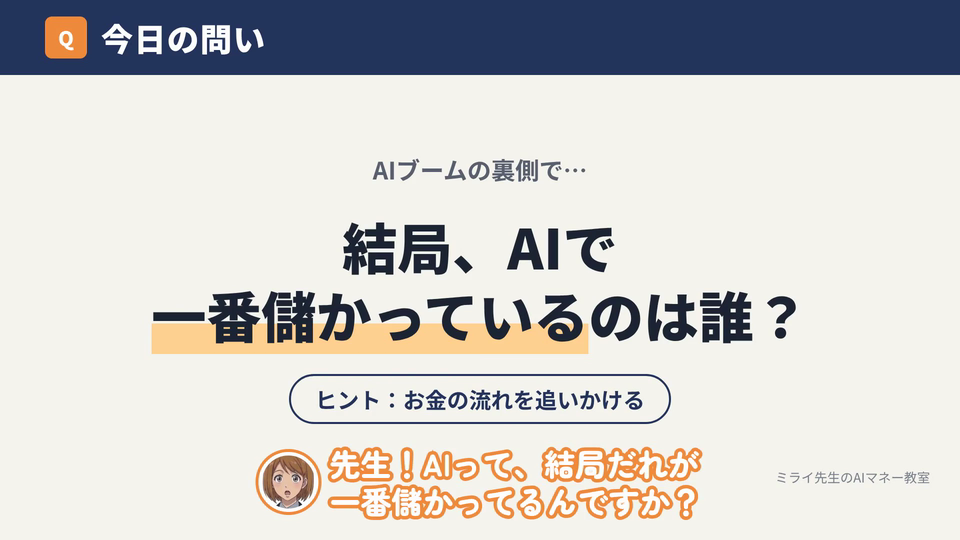 Q 今日の問い
AIブームの裏側で…
結局、AIで
一番儲かっているのは誰？
ヒント：お金の流れを追いかける
先生！AIって、結局だれが
一番儲かってるんですか？
ミライ先生のAIマネー教室